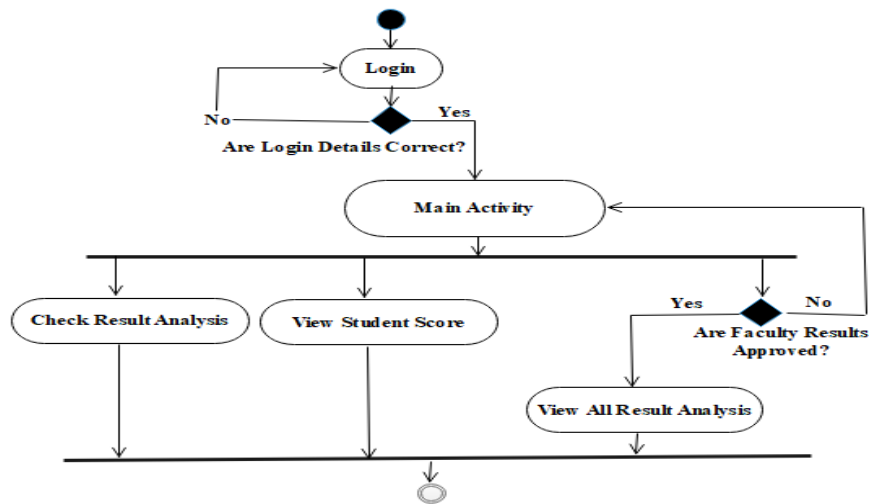 Login
No
Yes
Are Login Details Correct?
Main Activity
Check Result Analysis
View Student Score
Yes
No
Are Faculty Results
Approved?
View All Result Analysis